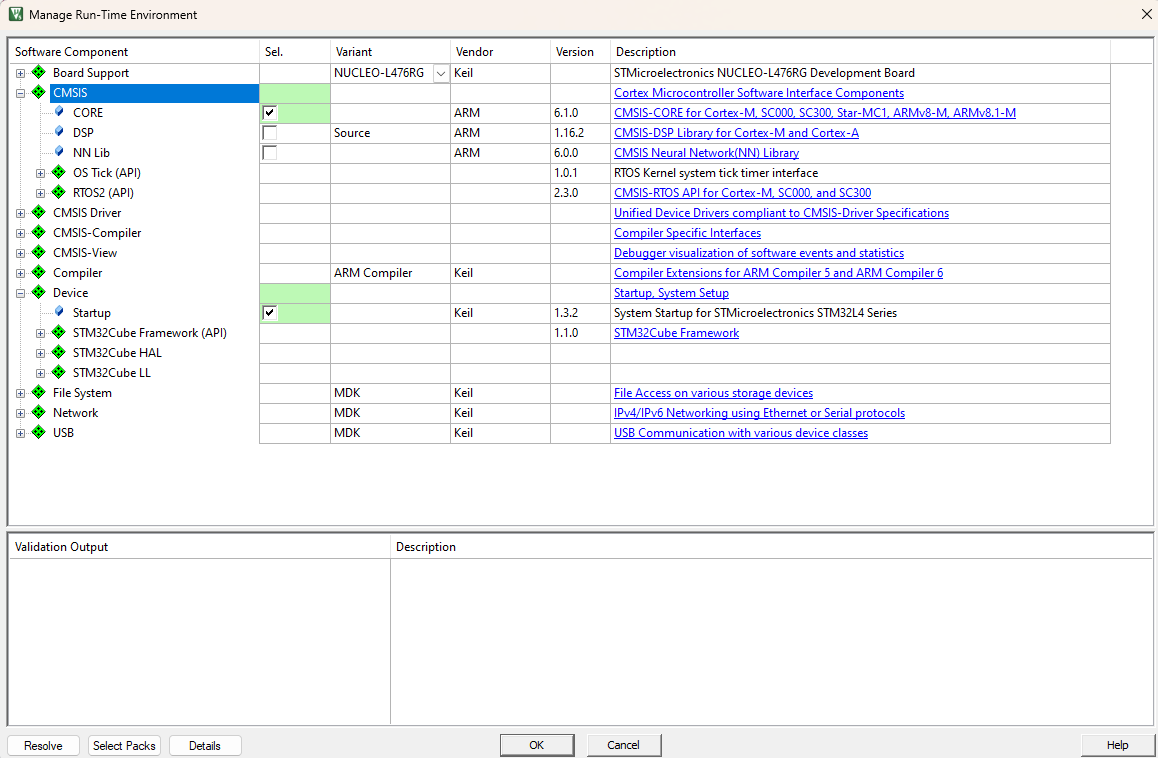 Manage Run-Time Environment
Software Component Sel. Variant Vendor Version Description
Board Support NUCLEO-L476RG Keil STMicroelectronics NUCLEO-L476RG Development Board
CMSIS Cortex Microcontroller Software Interface Components
CORE ARM 6.1.0 CMSIS-CORE for Cortex-M, SC000, SC300, Star-MC1, ARMv8-M, ARMv8.1-M
DSP Source ARM 1.16.2 CMSIS-DSP Library for Cortex-M and Cortex-A
NN Lib ARM 6.0.0 CMSIS Neural Network(NN) Library
OS Tick (API) 1.0.1 RTOS Kernel system tick timer interface
RTOS2 (API) 2.3.0 CMSIS-RTOS API for Cortex-M, SC000, and SC300
CMSIS Driver Unified Device Drivers compliant to CMSIS-Driver Specifications
CMSIS-Compiler Compiler Specific Interfaces
CMSIS-View Debugger visualization of software events and statistics
Compiler ARM Compiler Keil Compiler Extensions for ARM Compiler 5 and ARM Compiler 6
Device Startup, System Setup
Startup Keil 1.3.2 System Startup for STMicroelectronics STM32L4 Series
STM32Cube Framework (API) 1.1.0 STM32Cube Framework
STM32Cube HAL
STM32Cube LL
File System MDK Keil File Access on various storage devices
Network MDK Keil IPv4/IPv6 Networking using Ethernet or Serial protocols
USB MDK Keil USB Communication with various device classes
Validation Output Description
Resolve Select Packs Details OK Cancel Help